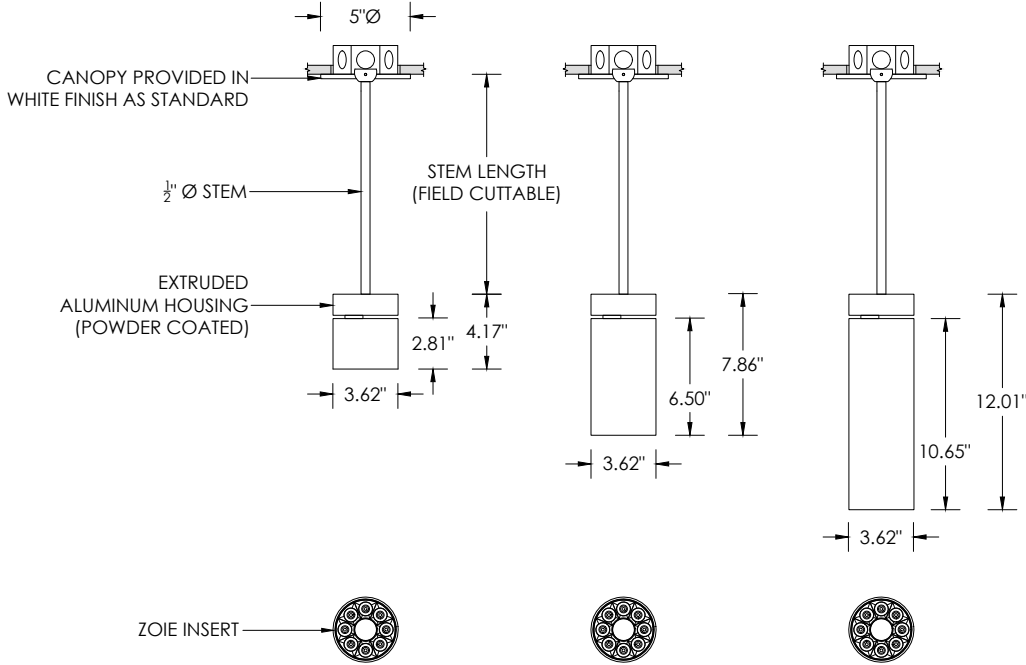 5"Ø
CANOPY PROVIDED IN
WHITE FINISH AS STANDARD
STEM LENGTH
(FIELD CUTTABLE)
½" Ø STEM
EXTRUDED
ALUMINUM HOUSING
(POWDER COATED)
2.81"
4.17"
3.62"
6.50"
7.86"
3.62"
10.65"
12.01"
3.62"
ZOIE INSERT